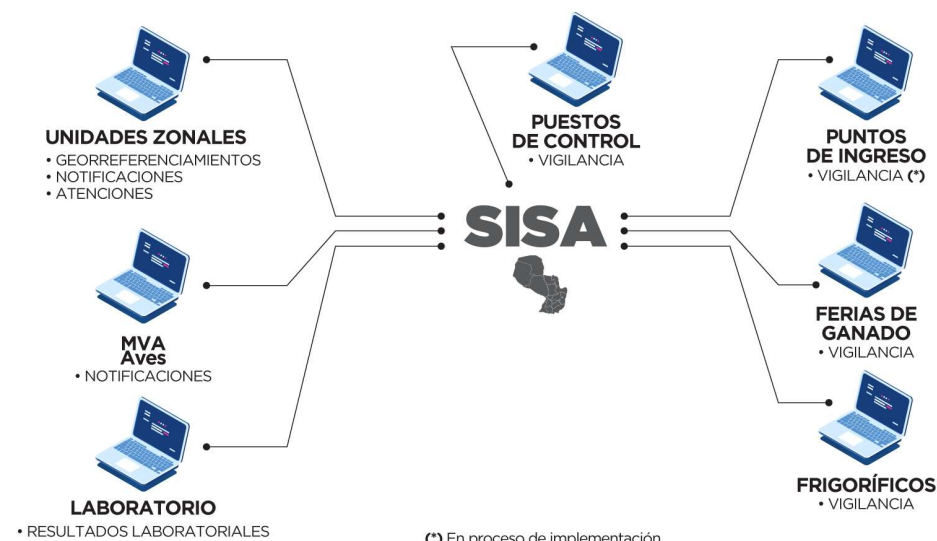 UNIDADES ZONALES
• GEORREFERENCIAMIENTOS
• NOTIFICACIONES
• ATENCIONES
MVA
Aves
• NOTIFICACIONES
LABORATORIO
• RESULTADOS LABORATORIALES
PUESTOS
DE CONTROL
• VIGILANCIA
SISA
PUNTOS
DE INGRESO
• VIGILANCIA (*)
FERIAS DE
GANADO
• VIGILANCIA
FRIGORÍFICOS
• VIGILANCIA
(*) En proceso de implementación